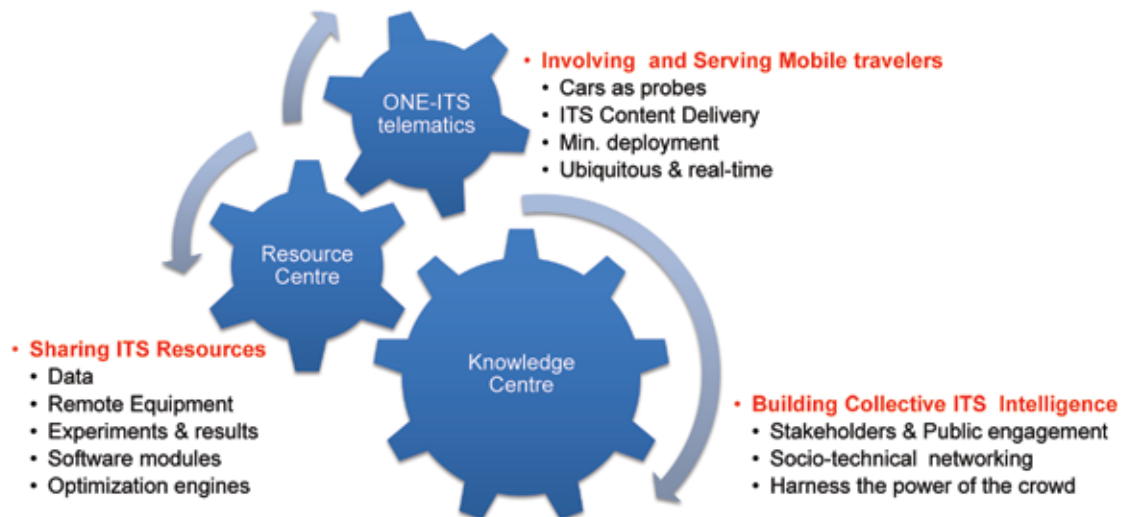 ONE-ITS
telematics
• Involving and Serving Mobile travelers
• Cars as probes
• ITS Content Delivery
• Min. deployment
• Ubiquitous & real-time
Resource
Centre
• Sharing ITS Resources
• Data
• Remote Equipment
• Experiments & results
• Software modules
• Optimization engines
Knowledge
Centre
• Building Collective ITS Intelligence
• Stakeholders & Public engagement
• Socio-technical networking
• Harness the power of the crowd